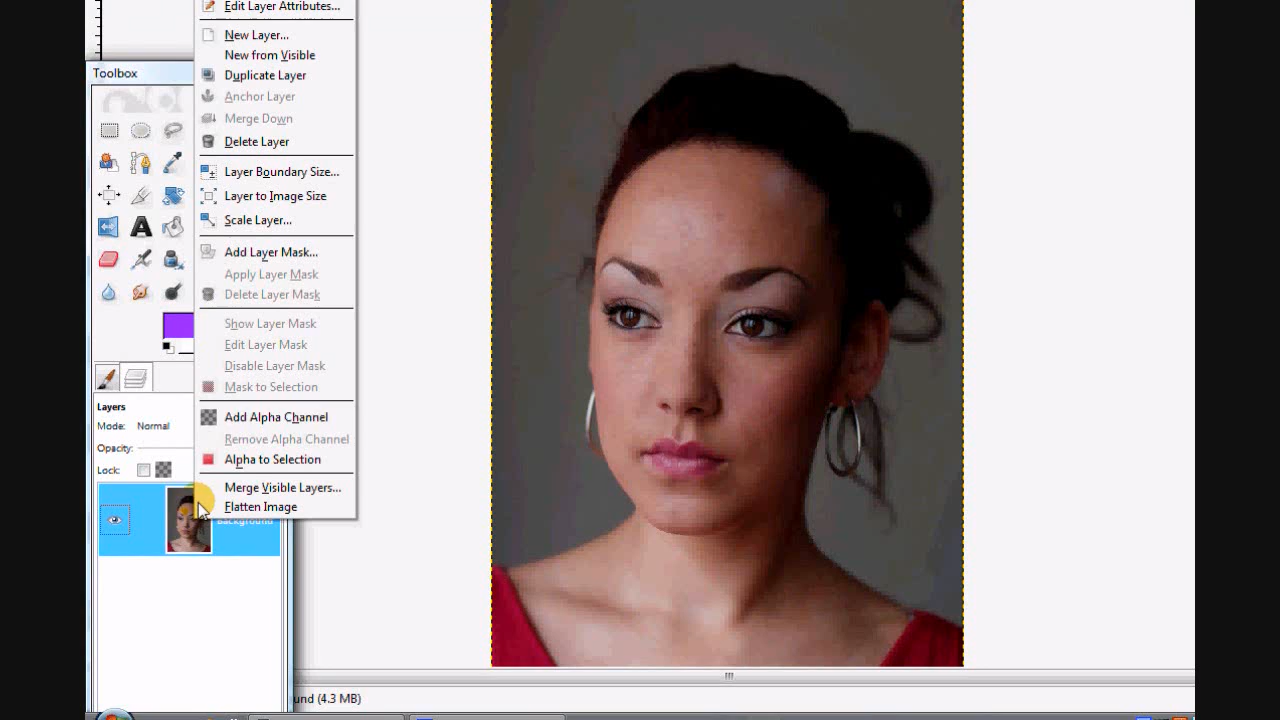 Edit Layer Attributes...
New Layer...
New from Visible
Duplicate Layer
Anchor Layer
Merge Down
Delete Layer
Layer Boundary Size...
Layer to Image Size
Scale Layer...
Add Layer Mask...
Apply Layer Mask
Delete Layer Mask
Show Layer Mask
Edit Layer Mask
Disable Layer Mask
Mask to Selection
Add Alpha Channel
Remove Alpha Channel
Alpha to Selection
Merge Visible Layers...
Flatten Image
Toolbox
Layers
Mode: Normal
Opacity:
Lock:
Background
und (4.3 MB)